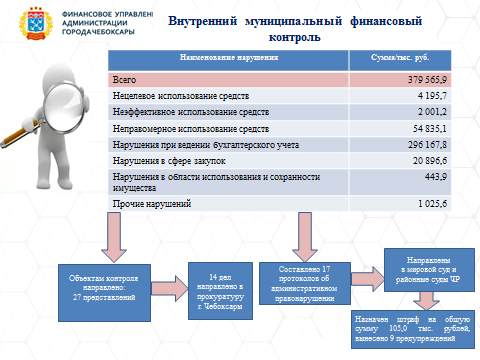 ФИНАНСОВОЕ УПРАВЛЕНИ
АДМИНИСТРАЦИИ
ГОРОДА ЧЕБОКСАРЫ
Внутренний муниципальный финансовый
контроль
Наименование нарушения Сумма/тыс. руб.
Всего 379 565,9
Нецелевое использование средств 4 195,7
Неэффективное использование средств 2 001,2
Неправомерное использование средств 54 835,1
Нарушения при ведении бухгалтерского учета 296 167,8
Нарушения в сфере закупок 20 896,6
Нарушения в области использования и сохранности
имущества 443,9
Прочие нарушений 1 025,6
Объектам контроля
направлено:
27 представлений
14 дел
направлено в
прокуратуру
г. Чебоксары
Составлено 17
протоколов об
административном
правонарушении
Направлены
в мировой суд и
районные суды ЧР
Назначен штраф на общую
сумму 105,0 тыс. рублей,
вынесено 9 предупреждений